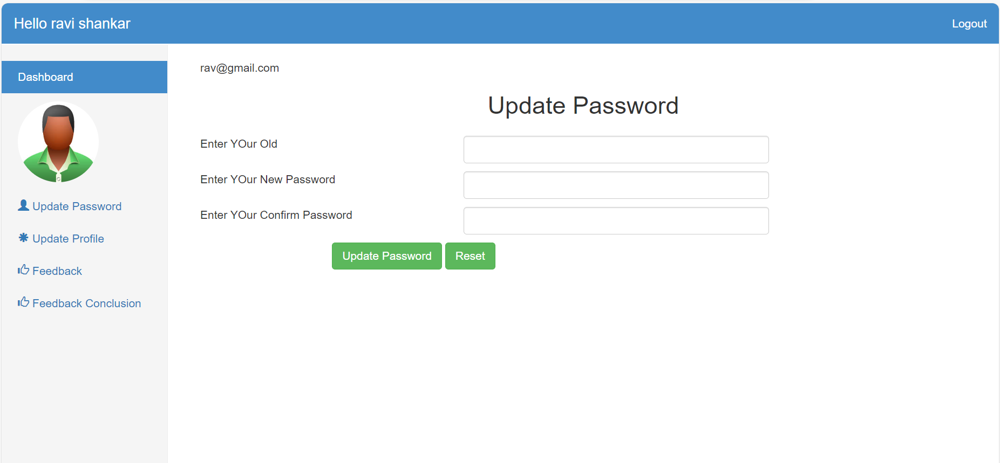 Hello ravi shankar
Logout
Dashboard
rav@gmail.com
Update Password
Enter YOur Old
Enter YOur New Password
Enter YOur Confirm Password
Update Password
Reset
Update Password
Update Profile
Feedback
Feedback Conclusion